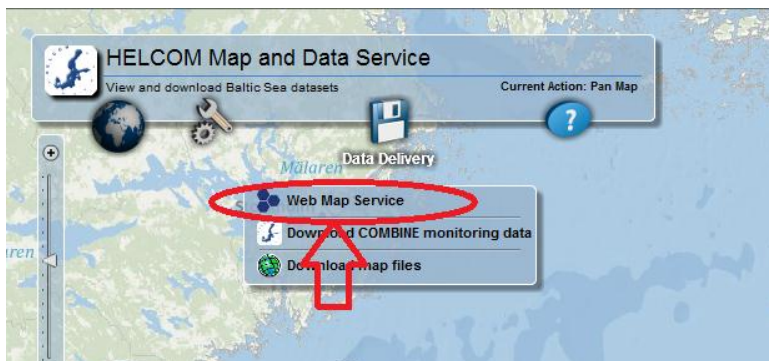 HELCOM Map and Data Service
View and download Baltic Sea datasets
Current Action: Pan Map
?
Mälaren
Data Delivery
Web Map Service
Download COMBINE monitoring data
Download map files